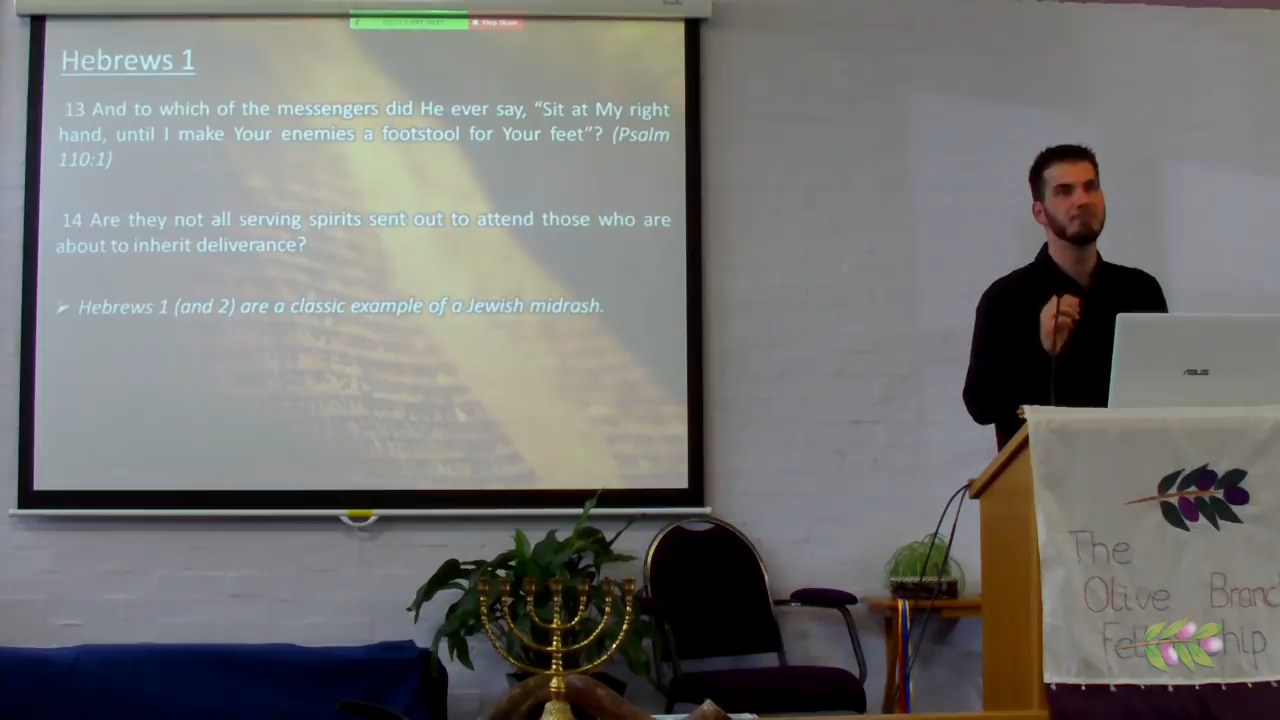 Stop Share
Hebrews 1
13 And to which of the messengers did He ever say, “Sit at My right
hand, until I make Your enemies a footstool for Your feet”? (Psalm
110:1)
14 Are they not all serving spirits sent out to attend those who are
about to inherit deliverance?
➢ Hebrews 1 (and 2) are a classic example of a Jewish midrash.
ASUS
The
Olive Branc